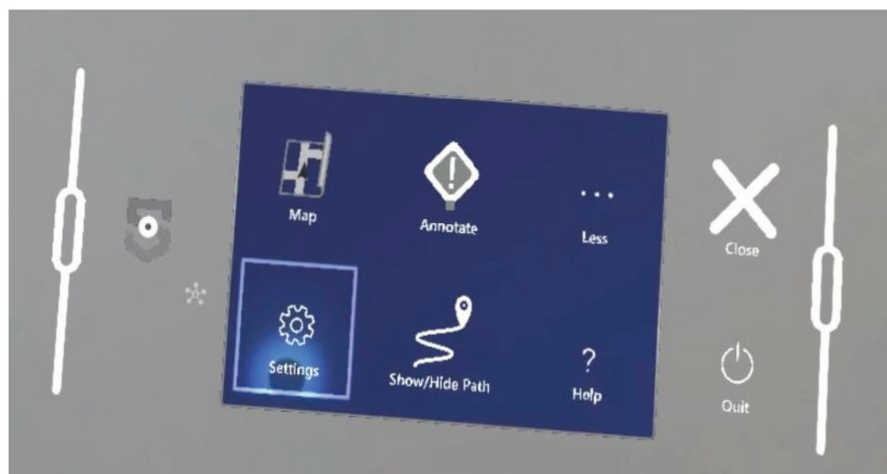 Map
Annotate
...
Less
Close
Settings
Show/Hide Path
?
Help
Quit